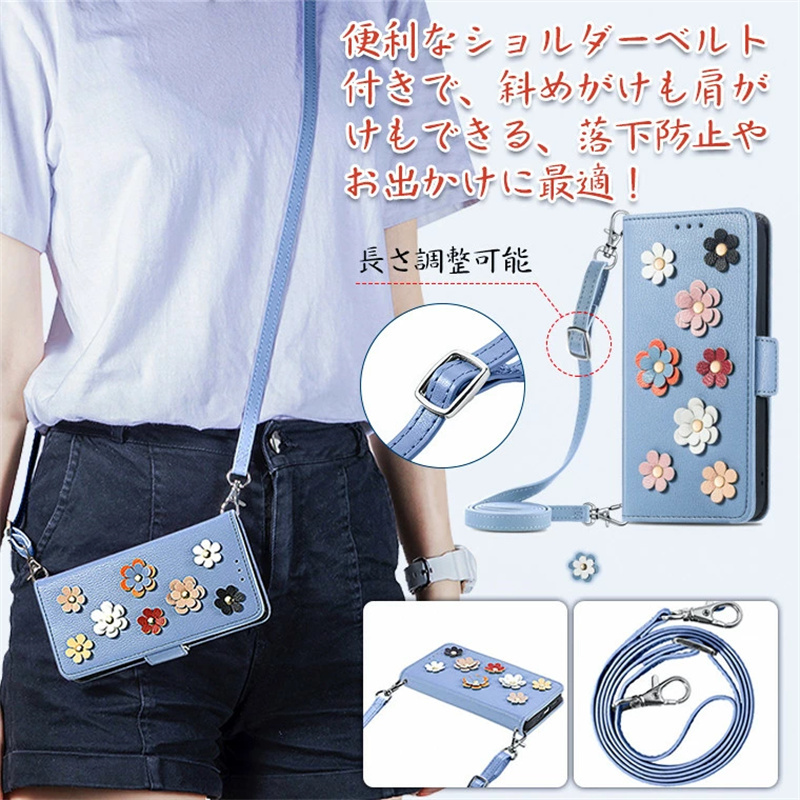 便利なショルダーベルト
付きで、斜めがけも肩が
けもできる、落下防止や
お出かけに最適！
長さ調整可能